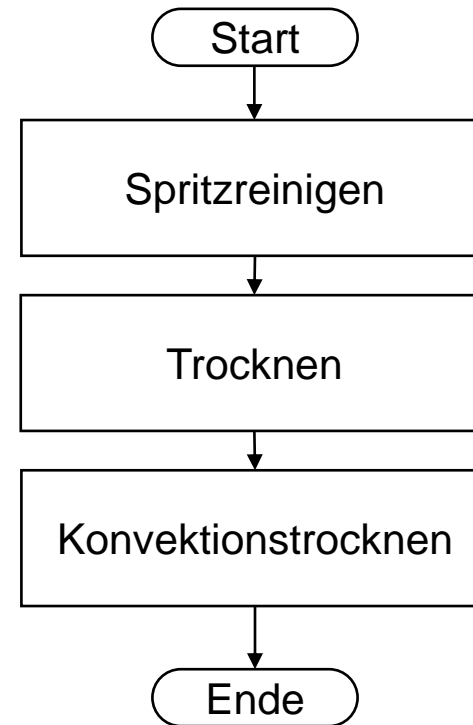 Start
Spritzreinigen
Trocknen
Konvektionstrocknen
Ende